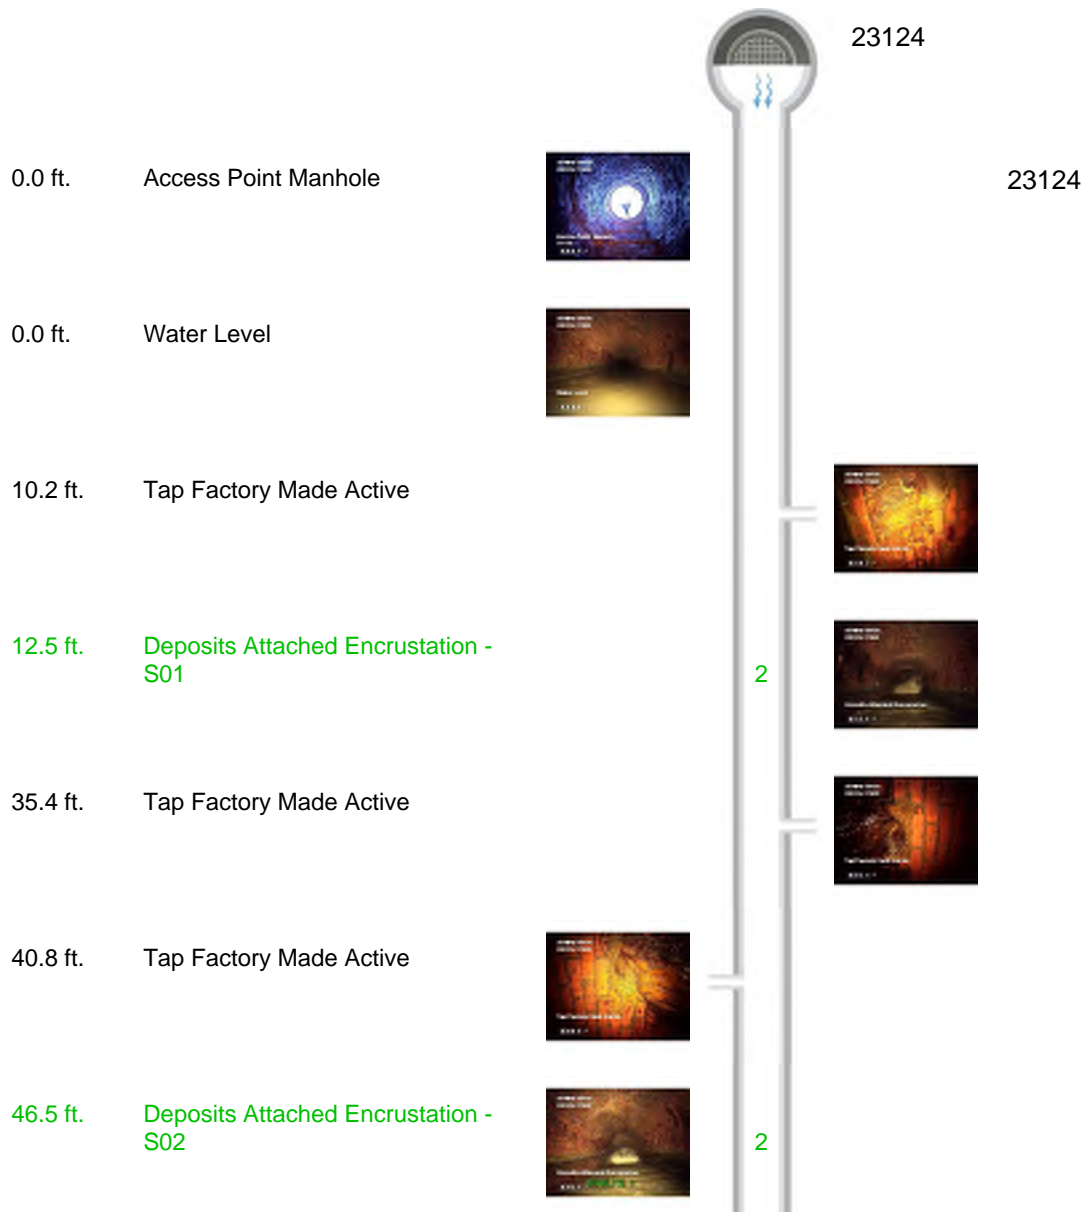 23124
0.0 ft. Access Point Manhole 23124
0.0 ft. Water Level
10.2 ft. Tap Factory Made Active
12.5 ft. Deposits Attached Encrustation -
S01 2
35.4 ft. Tap Factory Made Active
40.8 ft. Tap Factory Made Active
46.5 ft. Deposits Attached Encrustation -
S02 2